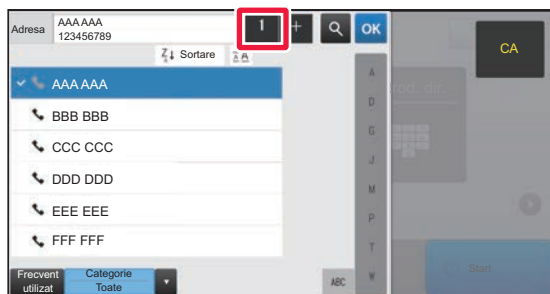 Adresa
AAA AAA
123456789
1
+
OK
CA
Z↓ Sortare
A
AAA AAA
D
BBB BBB
G
CCC CCC
J
DDD DDD
M
EEE EEE
P
FFF FFF
T
Frecvent
utilizat
Categorie
Toate
ABC
W
Start